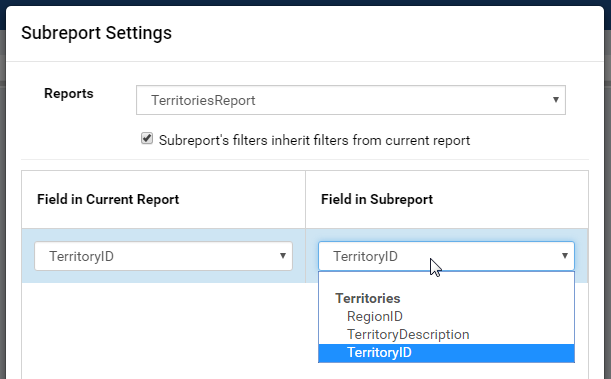 Subreport Settings
Reports
TerritoriesReport
Subreport's filters inherit filters from current report
Field in Current Report
Field in Subreport
TerritoryID
TerritoryID
Territories
RegionID
TerritoryDescription
TerritoryID